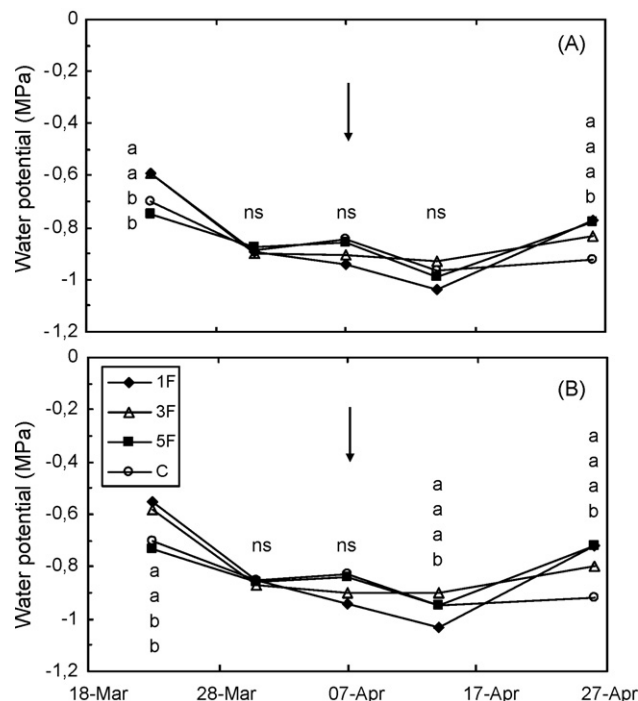 0
-0,2
-0,4
-0,6
-0,8
-1
-1,2
Water potential (MPa)
(A)
a
a
b
b
ns
ns
ns
a
a
a
b
0
-0,2
-0,4
-0,6
-0,8
-1
-1,2
Water potential (MPa)
(B)
1F
3F
5F
C
a
a
b
b
ns
ns
a
a
a
b
a
a
a
b
18-Mar 28-Mar 07-Apr 17-Apr 27-Apr